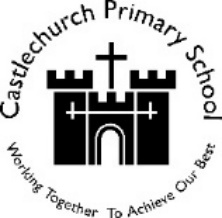 Castlechurch Primary School
Working Together To Achieve Our Best